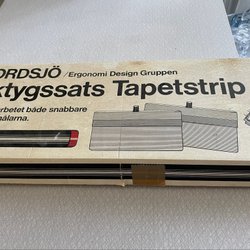 ORDSJÖ / Ergonomi Design Gruppen
ktygssats Tapetstrip
arbetet både snabbare
målarna.